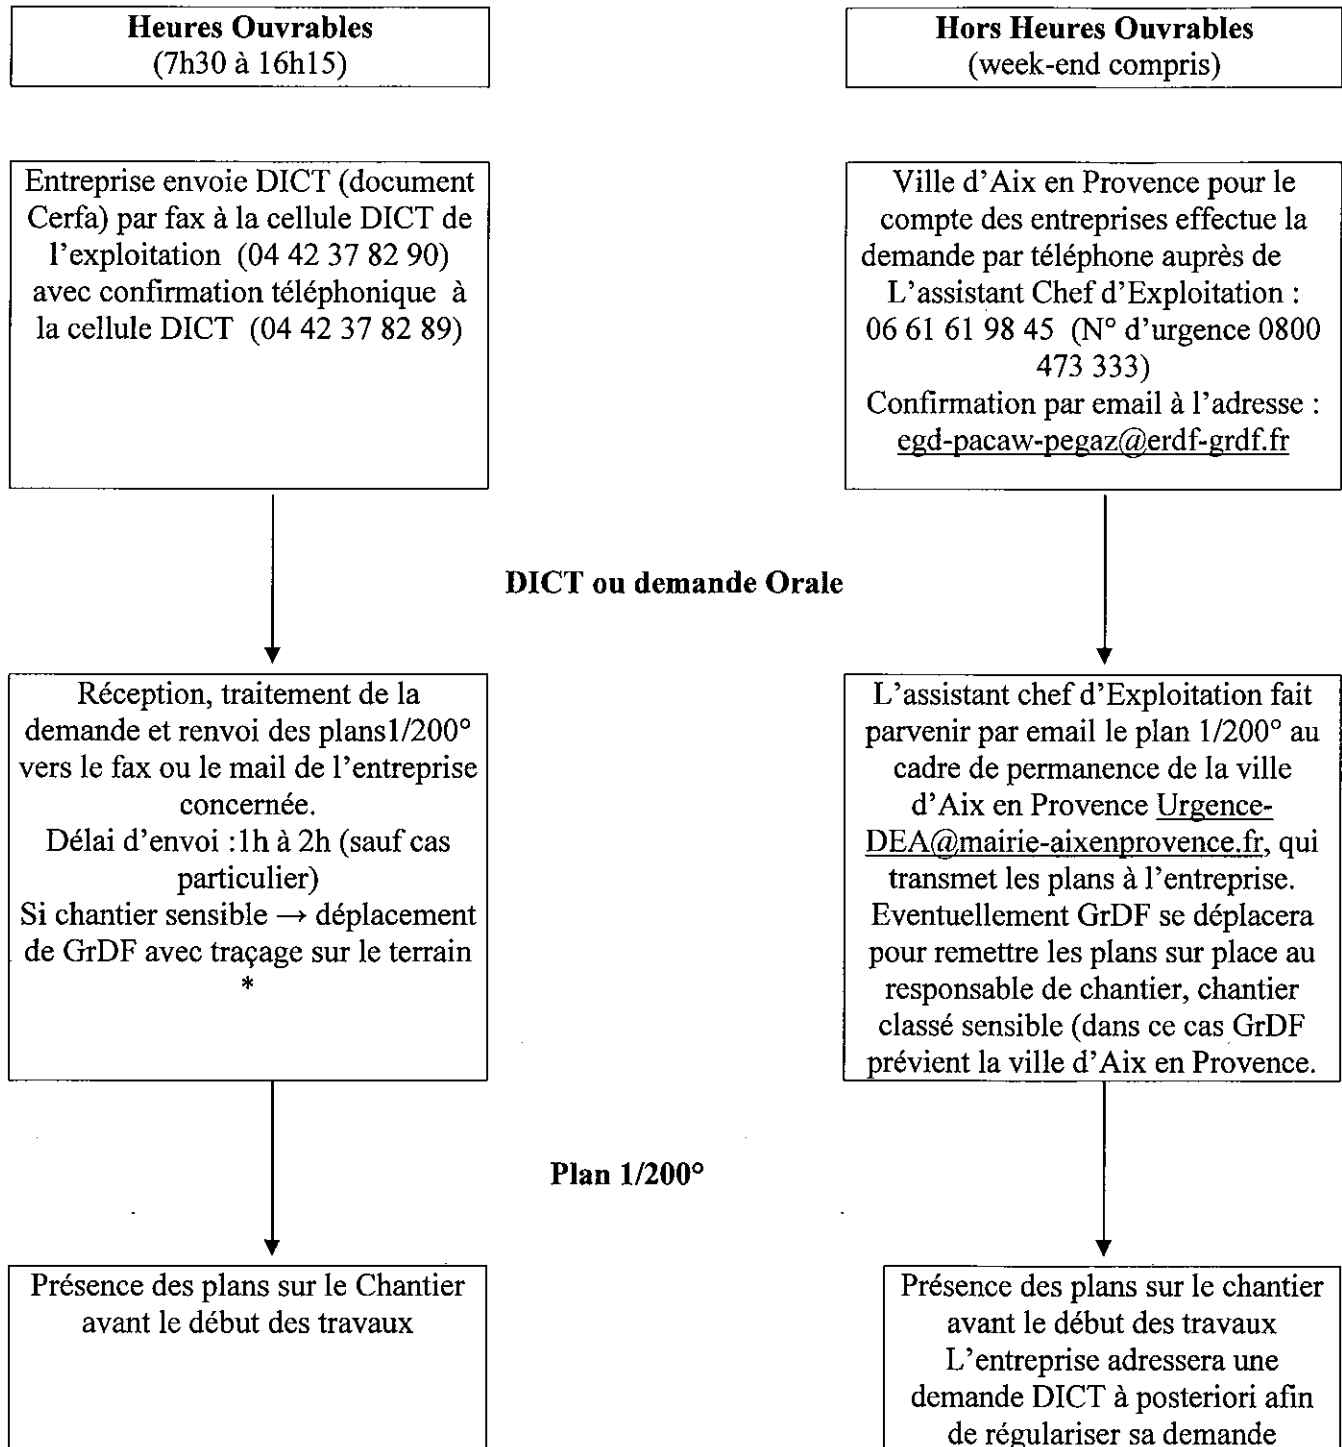 Heures Ouvrables
(7h30 à 16h15)
Hors Heures Ouvrables
(week-end compris)
Entreprise envoie DICT (document
Cerfa) par fax à la cellule DICT de
l'exploitation (04 42 37 82 90)
avec confirmation téléphonique à
la cellule DICT (04 42 37 82 89)
Ville d'Aix en Provence pour le
compte des entreprises effectue la
demande par téléphone auprès de
L'assistant Chef d'Exploitation :
06 61 61 98 45 (N° d'urgence 0800
473 333)
Confirmation par email à l'adresse :
egd-pacaw-pegaz@erdf-grdf.fr
DICT ou demande Orale
Réception, traitement de la
demande et renvoi des plans1/200°
vers le fax ou le mail de l'entreprise
concernée.
Délai d'envoi :1h à 2h (sauf cas
particulier)
Si chantier sensible → déplacement
de GrDF avec traçage sur le terrain
*
L'assistant chef d'Exploitation fait
parvenir par email le plan 1/200° au
cadre de permanence de la ville
d'Aix en Provence Urgence-
DEA@mairie-aixenprovence.fr, qui
transmet les plans à l'entreprise.
Eventuellement GrDF se déplacera
pour remettre les plans sur place au
responsable de chantier, chantier
classé sensible (dans ce cas GrDF
prévient la ville d'Aix en Provence.
Plan 1/200°
Présence des plans sur le Chantier
avant le début des travaux
Présence des plans sur le chantier
avant le début des travaux
L'entreprise adressera une
demande DICT à posteriori afin
de régulariser sa demande